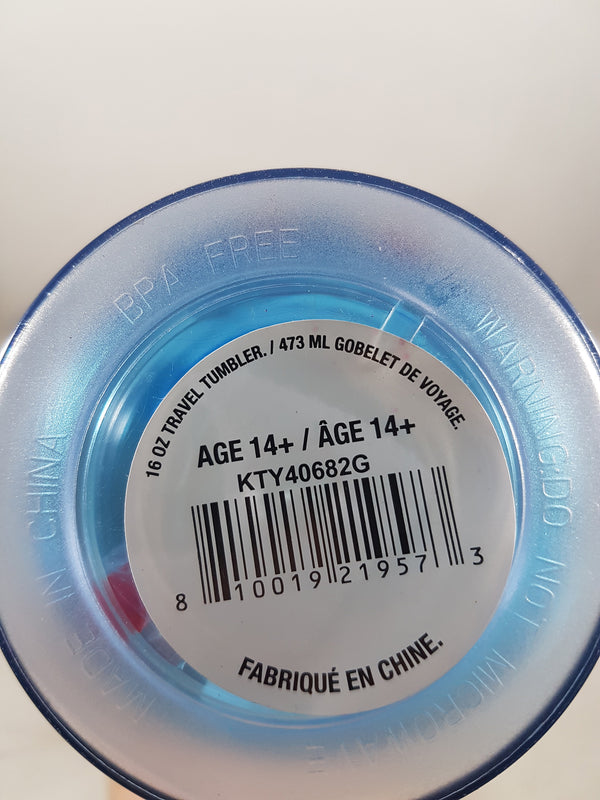 BPA FREE
WARNING:DO NOT MICROWAVE
MADE IN CHINA
16 OZ TRAVEL TUMBLER. / 473 ML GOBELET DE VOYAGE.
AGE 14+ / ÂGE 14+
KTY40682G
8 10019 21957 3
FABRIQUÉ EN CHINE.